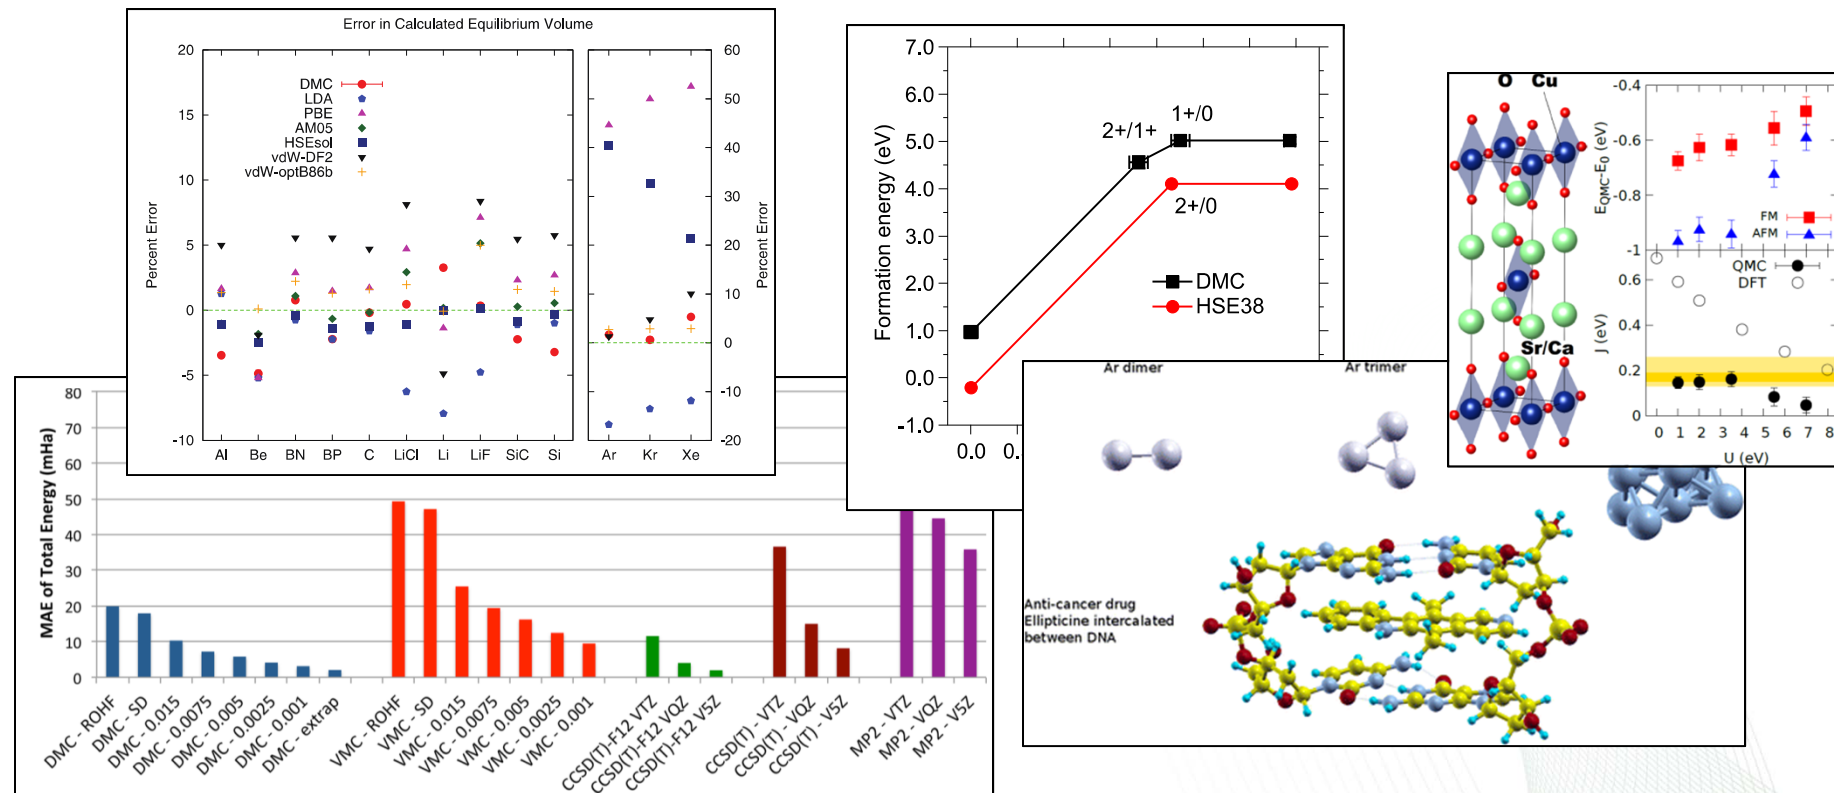 Error in Calculated Equilibrium Volume
Percent Error
20
15
10
5
0
-5
-10
DMC
LDA
PBE
AM05
HSEsol
vdW-DF2
vdW-optB86b
Al Be BN BP C LiCl Li LiF SiC Si
60
50
40
30
20
10
0
-10
-20
Percent Error
Ar Kr Xe
MAE of Total Energy (mHa)
80
70
60
50
40
30
20
10
0
DMC - ROHF
DMC - SD
DMC - 0.015
DMC - 0.0075
DMC - 0.005
DMC - 0.0025
DMC - 0.001
DMC - extrap
VMC - ROHF
VMC - SD
VMC - 0.015
VMC - 0.0075
VMC - 0.005
VMC - 0.0025
VMC - 0.001
CCSD(T)-F12 VTZ
CCSD(T)-F12 VQZ
CCSD(T)-F12 V5Z
CCSD(T) - VTZ
CCSD(T) - VQZ
CCSD(T) - V5Z
MP2 - VTZ
MP2 - VQZ
MP2 - V5Z
Formation energy (eV)
7.0
6.0
5.0
4.0
3.0
2.0
1.0
0.0
-1.0
2+/1+
1+/0
2+/0
DMC
HSE38
0.0 0.
Ar dimer
Ar trimer
Anti-cancer drug
Ellipticine intercalated
between DNA
O Cu
Sr/Ca
E_QMC-E_0 (eV)
-0.4
-0.6
-0.8
-1
FM
AFM
QMC
DFT
J (eV)
0.6
0.4
0.2
0
0 1 2 3 4 5 6 7 8
U (eV)